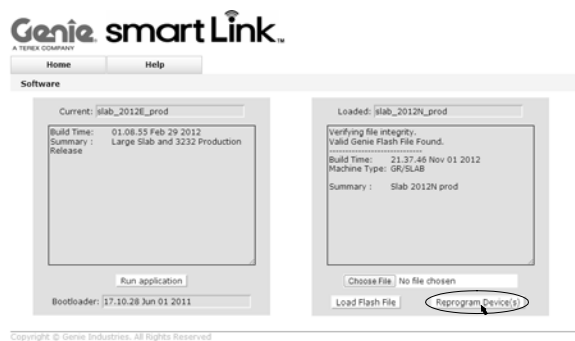 Genie smartLink™
A TEREX COMPANY
Home Help
Software
Current: slab_2012E_prod
Build Time: 01.08.55 Feb 29 2012
Summary : Large Slab and 3232 Production
Release
Run application
Bootloader: 17.10.28 Jun 01 2011
Loaded: slab_2012N_prod
Verifying file integrity.
Valid Genie Flash File Found.
----------------------------
Build Time: 21.37.46 Nov 01 2012
Machine Type: GR/SLAB
Summary : Slab 2012N prod
Choose File No file chosen
Load Flash File Reprogram Device(s)
Copyright © Genie Industries. All Rights Reserved